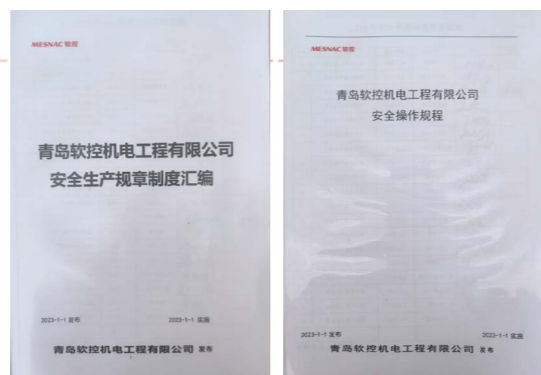 MESNAC 软控
青岛软控机电工程有限公司
安全生产规章制度汇编
2023-1-1 发布
2023-1-1 实施
青岛软控机电工程有限公司 发布
MESNAC 软控
青岛软控机电工程有限公司
安全操作规程
2023-1-1 发布
2023-1-1 实施
青岛软控机电工程有限公司 发布